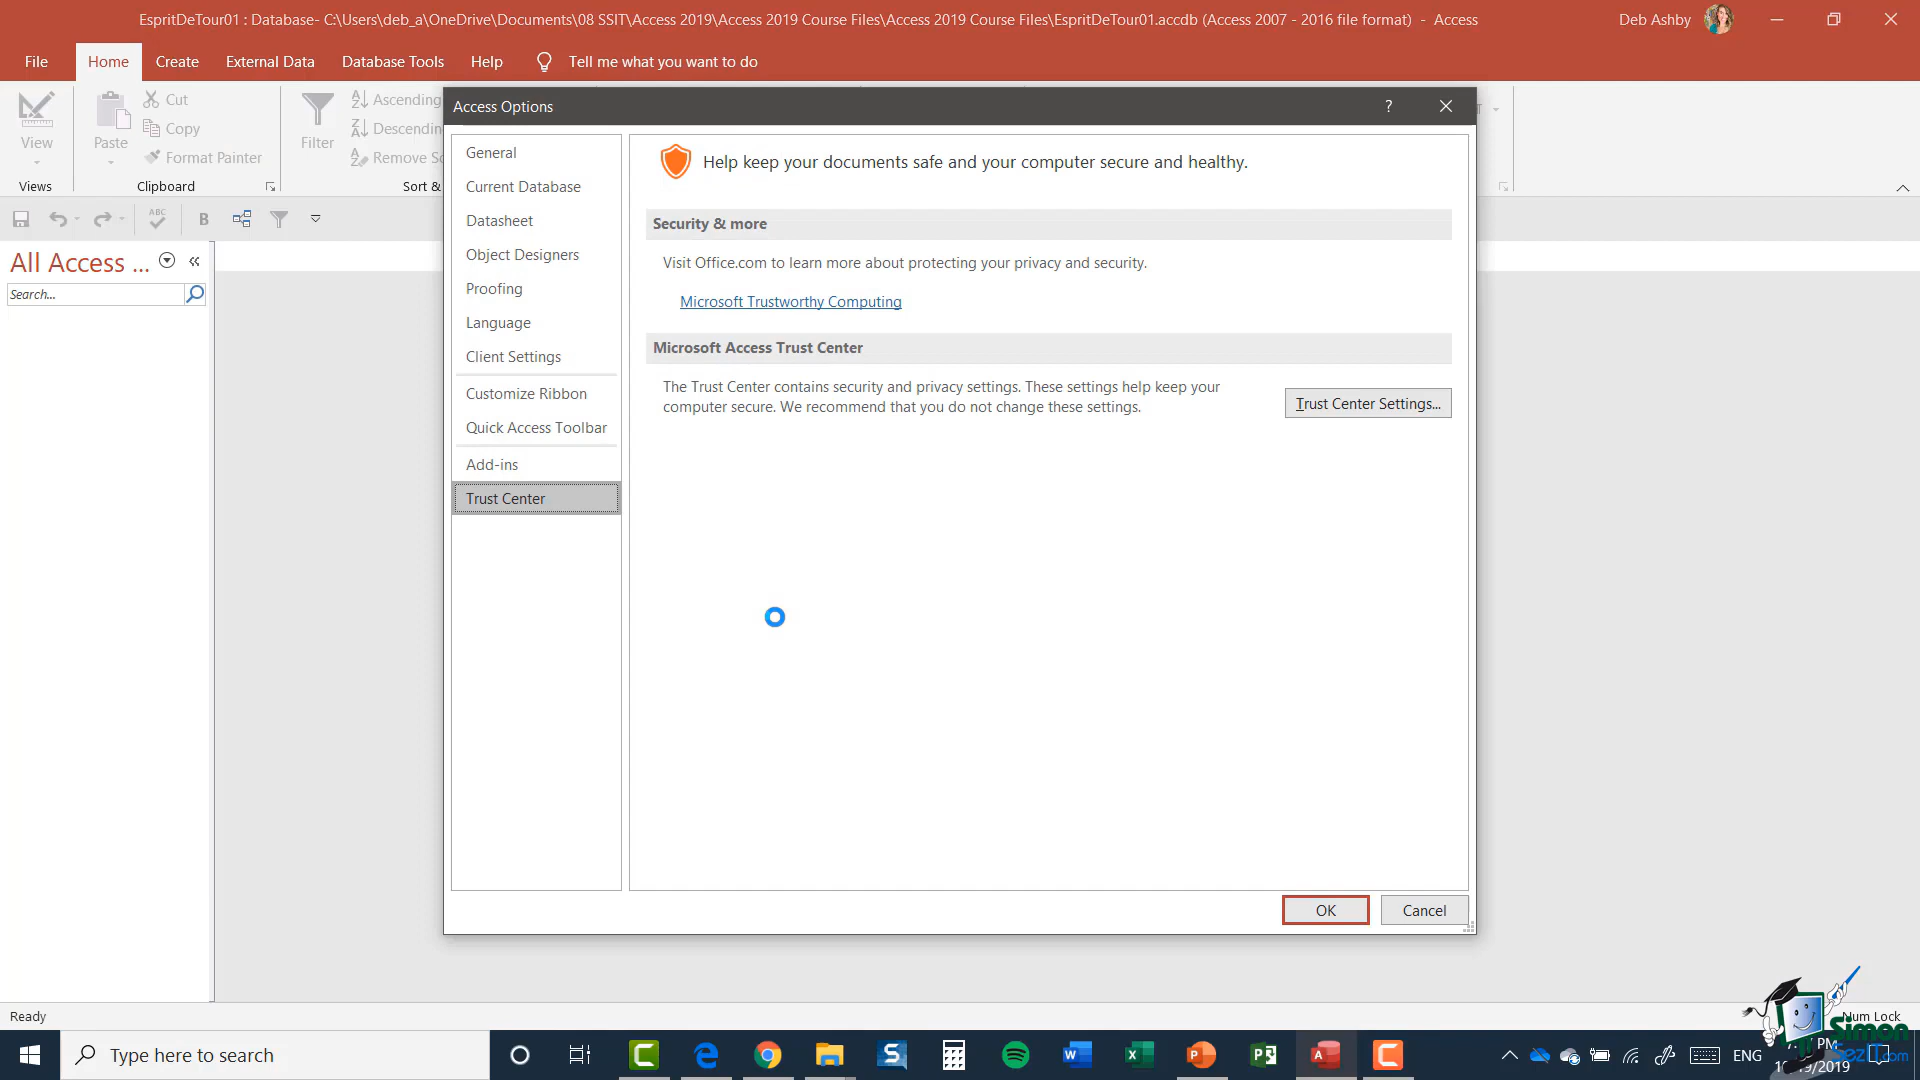 EspritDeTour01 : Database- C:\Users\deb_a\OneDrive\Documents\08 SSIT\Access 2019\Access 2019 Course Files\Access 2019 Course Files\EspritDeTour01.accdb (Access 2007 - 2016 file format) - Access
Deb Ashby
File
Home
Create
External Data
Database Tools
Help
Tell me what you want to do
View
Views
Paste
Cut
Copy
Format Painter
Clipboard
Filter
Ascending
Descendin
Remove So
Sort &
All Access ...
Search...
Access Options
?
General
Current Database
Datasheet
Object Designers
Proofing
Language
Client Settings
Customize Ribbon
Quick Access Toolbar
Add-ins
Trust Center
Help keep your documents safe and your computer secure and healthy.
Security & more
Visit Office.com to learn more about protecting your privacy and security.
Microsoft Trustworthy Computing
Microsoft Access Trust Center
The Trust Center contains security and privacy settings. These settings help keep your
computer secure. We recommend that you do not change these settings.
Trust Center Settings...
OK
Cancel
Ready
Num Lock
Type here to search
ENG
PM
Simon
SezIT.com